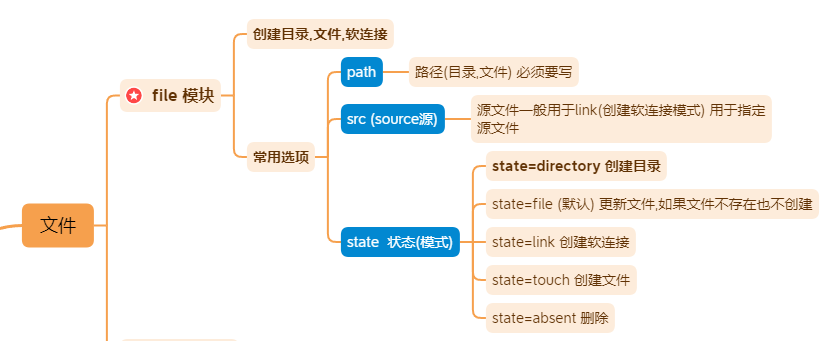 文件
file 模块
创建目录,文件,软连接
常用选项
path
路径(目录,文件) 必须要写
src (source源)
源文件一般用于link(创建软连接模式) 用于指定
源文件
state 状态(模式)
state=directory 创建目录
state=file (默认) 更新文件,如果文件不存在也不创建
state=link 创建软连接
state=touch 创建文件
state=absent 删除